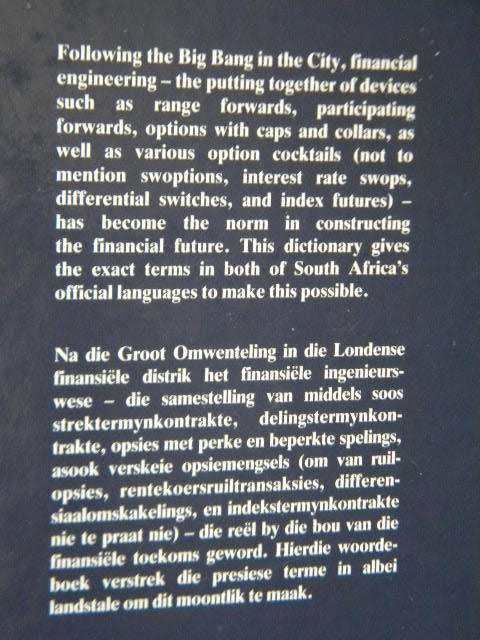 Following the Big Bang in the City, financial
engineering – the putting together of devices
such as range forwards, participating
forwards, options with caps and collars, as
well as various option cocktails (not to
mention swoptions, interest rate swops,
differential switches, and index futures) –
has become the norm in constructing
the financial future. This dictionary gives
the exact terms in both of South Africa's
official languages to make this possible.
Na die Groot Omwenteling in die Londense
finansiële distrik het finansiële ingenieurs-
wese – die samestelling van middels soos
strektermynkontrakte, delingstermynkon-
trakte, opsies met perke en beperkte spelings,
asook verskeie opsiemengsels (om van ruil-
opsies, rentekoersruiltransaksies, differen-
siaalomskakelings, en indekstermynkontrakte
nie te praat nie) – die reël by die bou van die
finansiële toekoms geword. Hierdie woorde-
boek verstrek die presiese terme in albei
landstale om dit moontlik te maak.